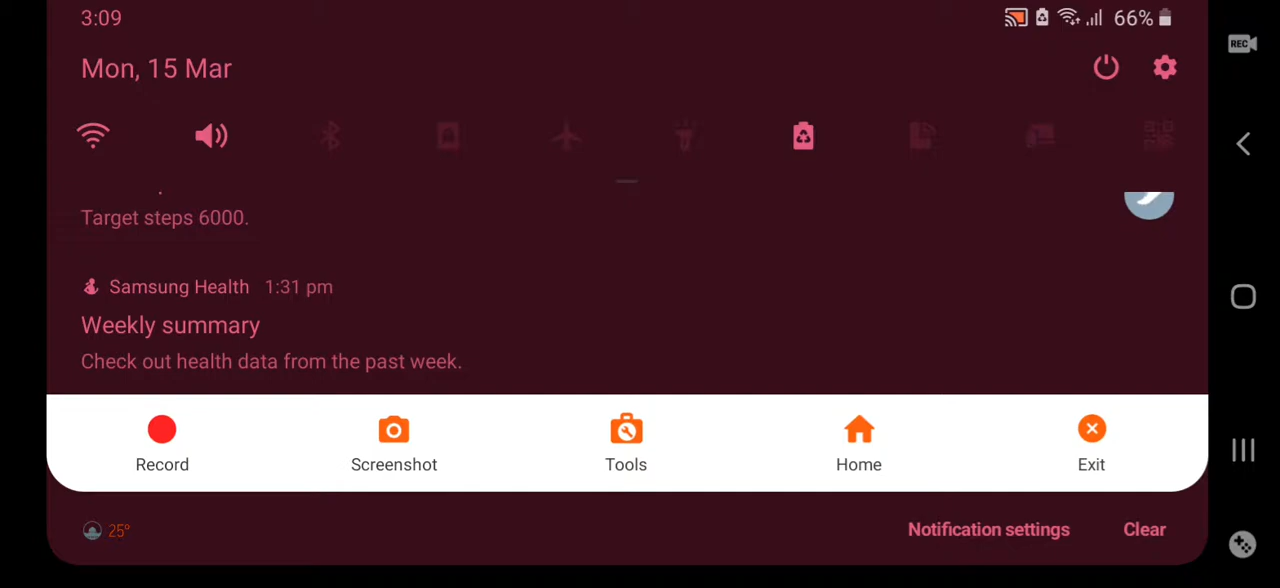 3:09
66%
REC
Mon, 15 Mar
Target steps 6000.
Samsung Health 1:31 pm
Weekly summary
Check out health data from the past week.
Record
Screenshot
Tools
Home
Exit
25°
Notification settings
Clear